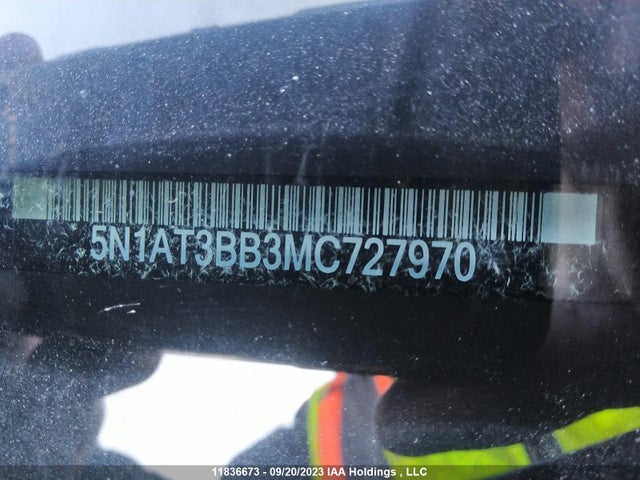 5N1AT3BB3MC727970
11836673 - 09/20/2023 IAA Holdings , LLC